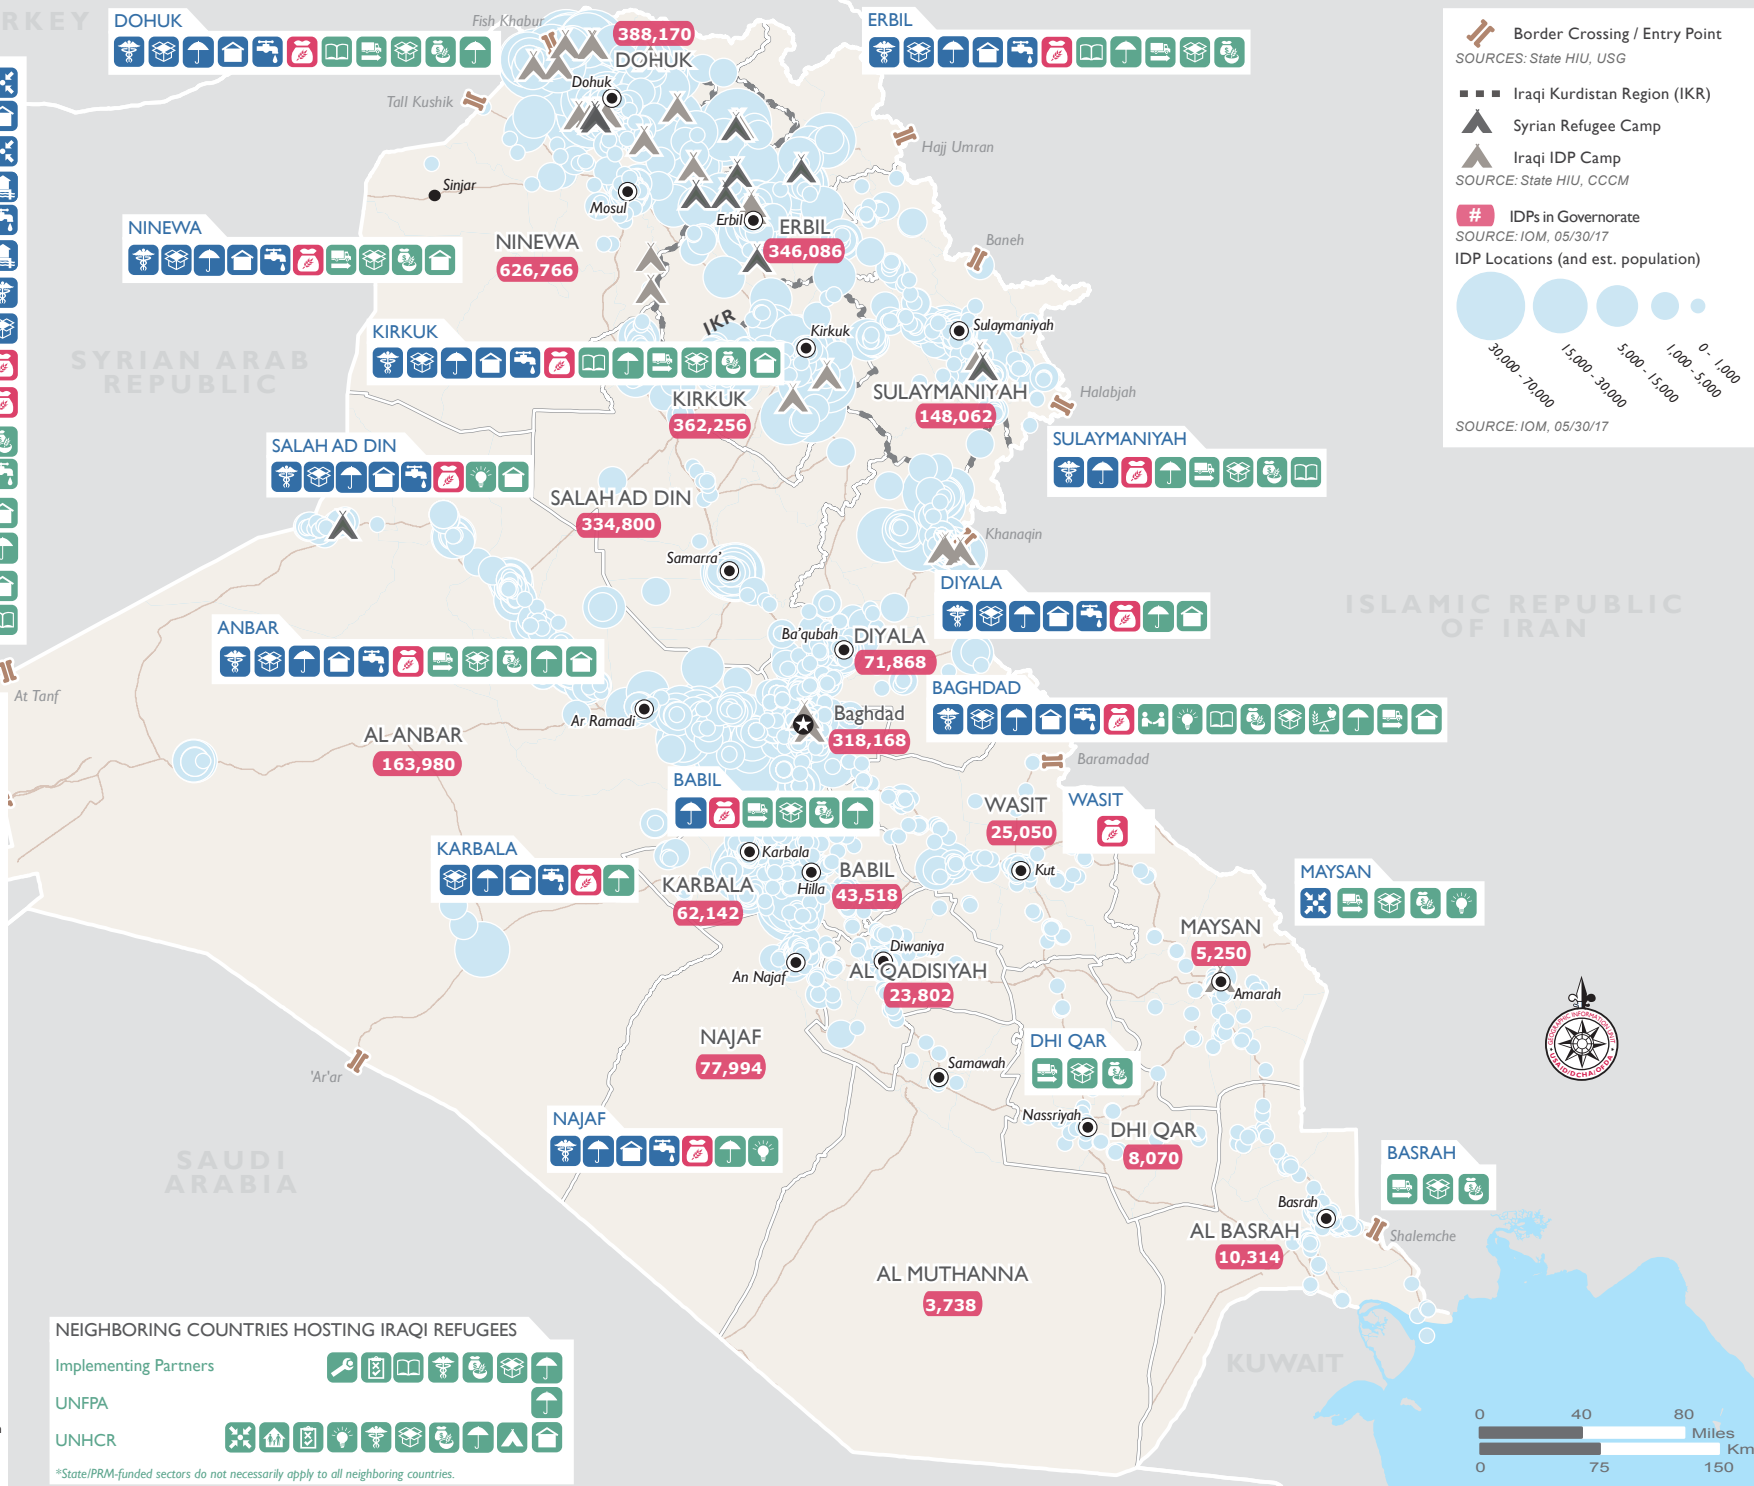 RKEY
DOHUK
Fish Khabur
388,170
DOHUK
Dohuk
Tall Kushik
ERBIL
Hajj Umran
Sinjar
Mosul
Erbil
ERBIL
346,086
Baneh
NINEWA
NINEWA
626,766
IKR
Kirkuk
Sulaymaniyah
KIRKUK
SYRIAN ARAB
REPUBLIC
KIRKUK
362,256
SULAYMANIYAH
148,062
Halabjah
SALAH AD DIN
SULAYMANIYAH
SALAH AD DIN
334,800
Khanaqin
Samarra'
DIYALA
ISLAMIC REPUBLIC
OF IRAN
ANBAR
Ba'qubah
DIYALA
71,868
At Tanf
BAGHDAD
Ar Ramadi
Baghdad
318,168
AL ANBAR
163,980
Baramadad
BABIL
WASIT
25,050
WASIT
KARBALA
Karbala
Hilla
BABIL
43,518
Kut
KARBALA
62,142
MAYSAN
MAYSAN
5,250
Amarah
Diwaniya
An Najaf
AL QADISIYAH
23,802
NAJAF
77,994
DHI QAR
Samawah
'Ar'ar
NAJAF
Nassriyah
DHI QAR
8,070
SAUDI
ARABIA
BASRAH
Basrah
AL BASRAH
10,314
Shalemche
AL MUTHANNA
3,738
KUWAIT
Border Crossing / Entry Point
SOURCES: State HIU, USG
Iraqi Kurdistan Region (IKR)
Syrian Refugee Camp
Iraqi IDP Camp
SOURCE: State HIU, CCCM
# IDPs in Governorate
SOURCE: IOM, 05/30/17
IDP Locations (and est. population)
30,000 - 70,000
15,000 - 30,000
5,000 - 15,000
1,000 - 5,000
0 - 1,000
SOURCE: IOM, 05/30/17
GEOGRAPHIC INFORMATION UNIT
USAID/DCHA/OFDA
NEIGHBORING COUNTRIES HOSTING IRAQI REFUGEES
Implementing Partners
UNFPA
UNHCR
*State/PRM-funded sectors do not necessarily apply to all neighboring countries.
0 40 80
Miles
Km
0 75 150